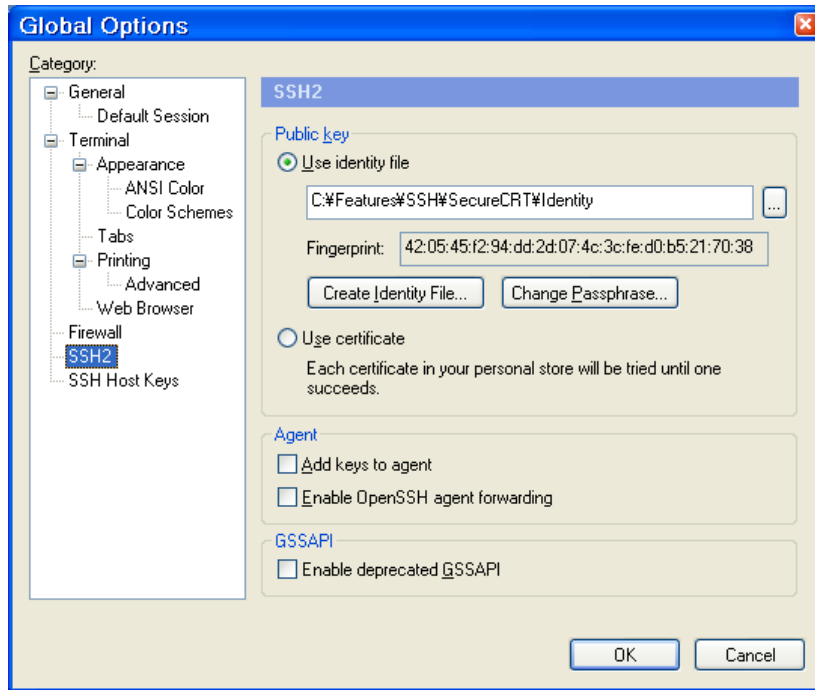 Global Options
Category:
General
Default Session
Terminal
Appearance
ANSI Color
Color Schemes
Tabs
Printing
Advanced
Web Browser
Firewall
SSH2
SSH Host Keys
SSH2
Public key
Use identity file
C:¥Features¥SSH¥SecureCRT¥Identity
...
Fingerprint: 42:05:45:f2:94:dd:2d:07:4c:3c:fe:d0:b5:21:70:38
Create Identity File... Change Passphrase...
Use certificate
Each certificate in your personal store will be tried until one
succeeds.
Agent
Add keys to agent
Enable OpenSSH agent forwarding
GSSAPI
Enable deprecated GSSAPI
OK Cancel